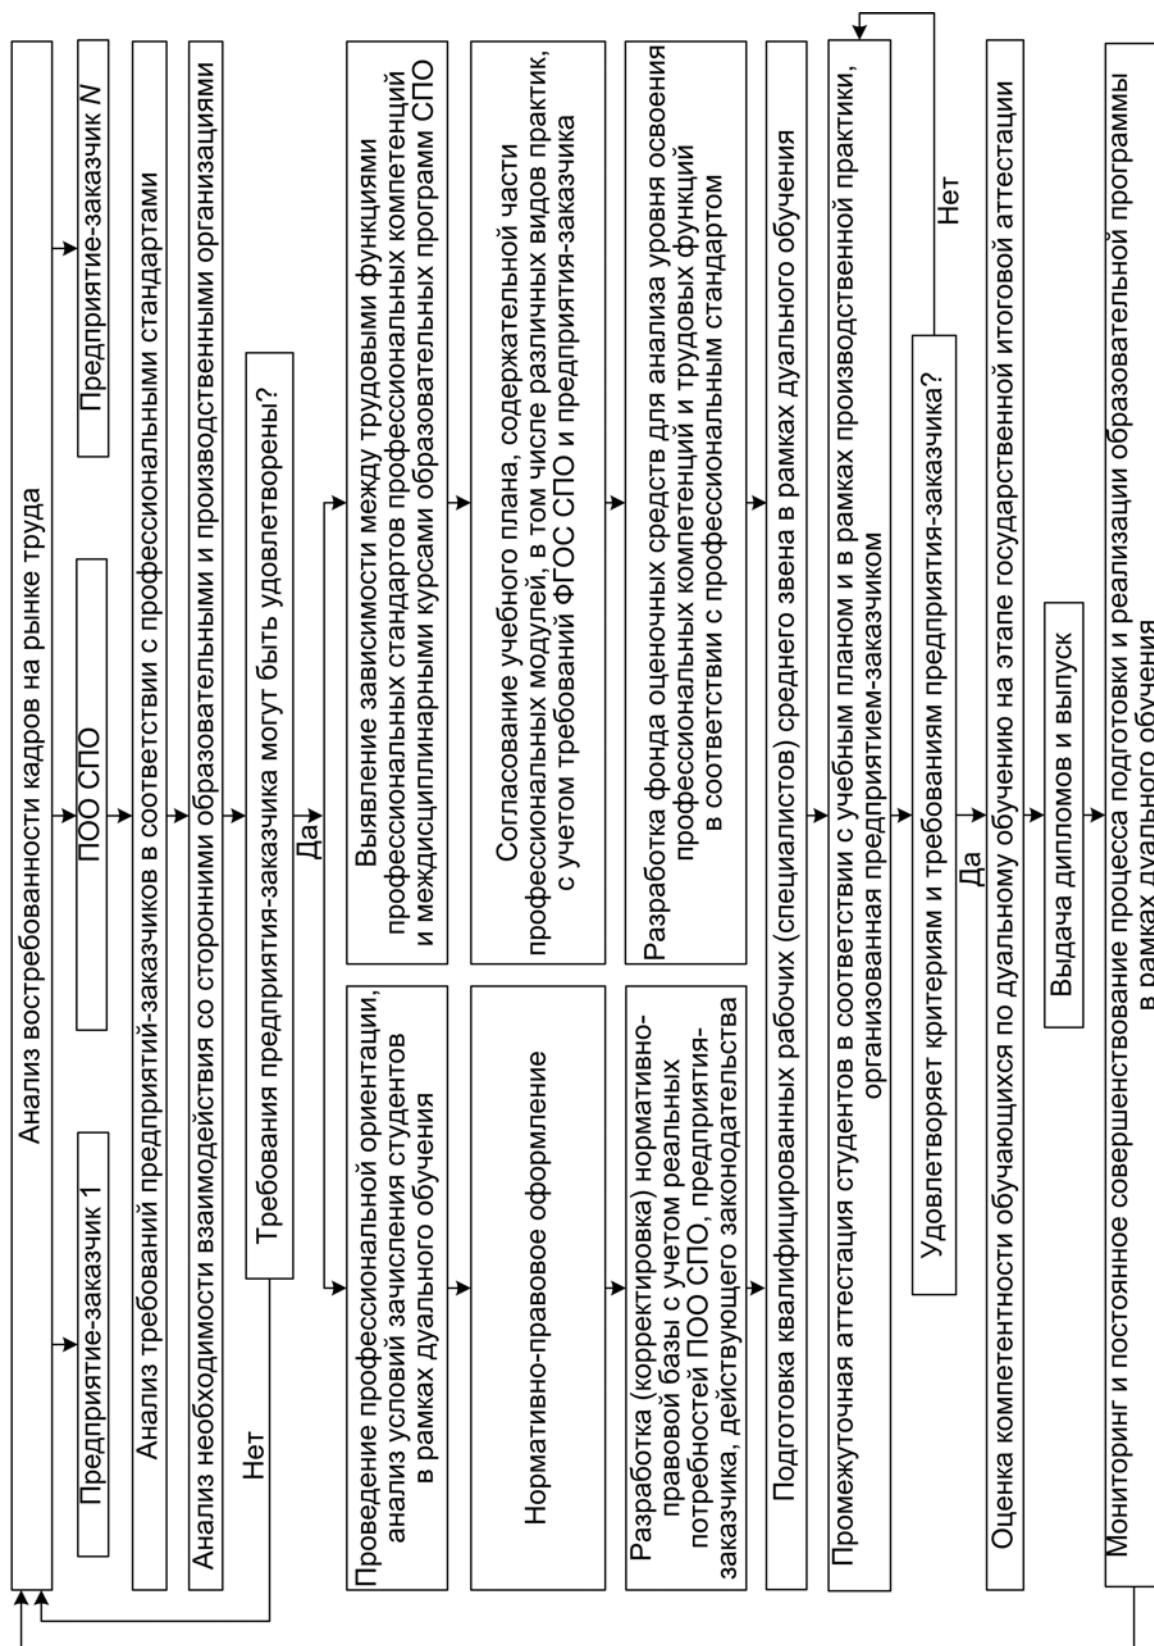 Анализ востребованности кадров на рынке труда
Предприятие-заказчик 1
ПОО СПО
Предприятие-заказчик N
Анализ требований предприятий-заказчиков в соответствии с профессиональными стандартами
Анализ необходимости взаимодействия со сторонними образовательными и производственными организациями
Требования предприятия-заказчика могут быть удовлетворены?
Нет
Да
Проведение профессиональной ориентации,
анализ условий зачисления студентов
в рамках дуального обучения
Выявление зависимости между трудовыми функциями
профессиональных стандартов профессиональных компетенций
и междисциплинарными курсами образовательных программ СПО
Нормативно-правовое оформление
Согласование учебного плана, содержательной части
профессиональных модулей, в том числе различных видов практик,
с учетом требований ФГОС СПО и предприятия-заказчика
Разработка (корректировка) нормативно-
правовой базы с учетом реальных
потребностей ПОО СПО, предприятия-
заказчика, действующего законодательства
Разработка фонда оценочных средств для анализа уровня освоения
профессиональных компетенций и трудовых функций
в соответствии с профессиональным стандартом
Подготовка квалифицированных рабочих (специалистов) среднего звена в рамках дуального обучения
Промежуточная аттестация студентов в соответствии с учебным планом и в рамках производственной практики,
организованная предприятием-заказчиком
Удовлетворяет критериям и требованиям предприятия-заказчика?
Нет
Да
Оценка компетентности обучающихся по дуальному обучению на этапе государственной итоговой аттестации
Выдача дипломов и выпуск
Мониторинг и постоянное совершенствование процесса подготовки и реализации образовательной программы
в рамках дуального обучения